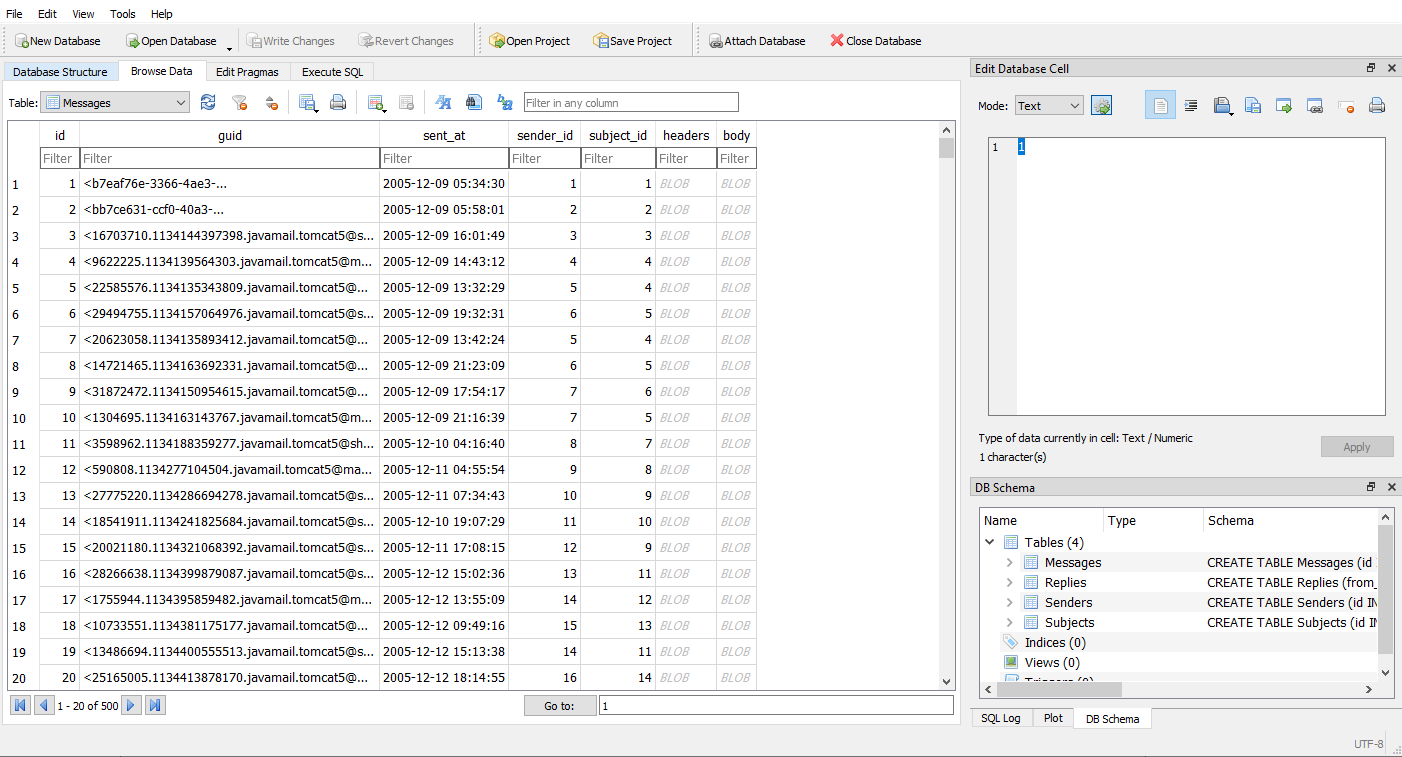 File Edit View Tools Help
New Database Open Database Write Changes Revert Changes Open Project Save Project Attach Database Close Database
Database Structure Browse Data Edit Pragmas Execute SQL
Table: Messages Filter in any column
id guid sent_at sender_id subject_id headers body
Filter Filter Filter Filter Filter Filter Filter
1 1 <b7eaf76e-3366-4ae3-... 2005-12-09 05:34:30 1 1 BLOB BLOB
2 2 <bb7ce631-ccf0-40a3-... 2005-12-09 05:58:01 2 2 BLOB BLOB
3 3 <16703710.1134144397398.javamail.tomcat5@s... 2005-12-09 16:01:49 3 3 BLOB BLOB
4 4 <9622225.1134139564303.javamail.tomcat5@m... 2005-12-09 14:43:12 4 4 BLOB BLOB
5 5 <22585576.1134135343809.javamail.tomcat5@... 2005-12-09 13:32:29 5 4 BLOB BLOB
6 6 <29494755.1134157064976.javamail.tomcat5@s... 2005-12-09 19:32:31 6 5 BLOB BLOB
7 7 <20623058.1134135893412.javamail.tomcat5@... 2005-12-09 13:42:24 5 4 BLOB BLOB
8 8 <14721465.1134163692331.javamail.tomcat5@... 2005-12-09 21:23:09 6 5 BLOB BLOB
9 9 <31872472.1134150954615.javamail.tomcat5@... 2005-12-09 17:54:17 7 6 BLOB BLOB
10 10 <1304695.1134163143767.javamail.tomcat5@m... 2005-12-09 21:16:39 7 5 BLOB BLOB
11 11 <3598962.1134188359277.javamail.tomcat5@sh... 2005-12-10 04:16:40 8 7 BLOB BLOB
12 12 <590808.1134277104504.javamail.tomcat5@ma... 2005-12-11 04:55:54 9 8 BLOB BLOB
13 13 <27775220.1134286694278.javamail.tomcat5@s... 2005-12-11 07:34:43 10 9 BLOB BLOB
14 14 <18541911.1134241825684.javamail.tomcat5@s... 2005-12-10 19:07:29 11 10 BLOB BLOB
15 15 <20021180.1134321068392.javamail.tomcat5@s... 2005-12-11 17:08:15 12 9 BLOB BLOB
16 16 <28266638.1134399879087.javamail.tomcat5@s... 2005-12-12 15:02:36 13 11 BLOB BLOB
17 17 <1755944.1134395859482.javamail.tomcat5@m... 2005-12-12 13:55:09 14 12 BLOB BLOB
18 18 <10733551.1134381175177.javamail.tomcat5@... 2005-12-12 09:49:16 15 13 BLOB BLOB
19 19 <13486694.1134400555513.javamail.tomcat5@s... 2005-12-12 15:13:38 14 11 BLOB BLOB
20 20 <25165005.1134413878170.javamail.tomcat5@... 2005-12-12 18:14:55 16 14 BLOB BLOB
1 - 20 of 500 Go to: 1
Edit Database Cell
Mode: Text
1 1
Type of data currently in cell: Text / Numeric
1 character(s)
Apply
DB Schema
Name Type Schema
Tables (4)
Messages CREATE TABLE Messages (id
Replies CREATE TABLE Replies (from_
Senders CREATE TABLE Senders (id IN
Subjects CREATE TABLE Subjects (id IN
Indices (0)
Views (0)
Triggers (0)
SQL Log Plot DB Schema
UTF-8